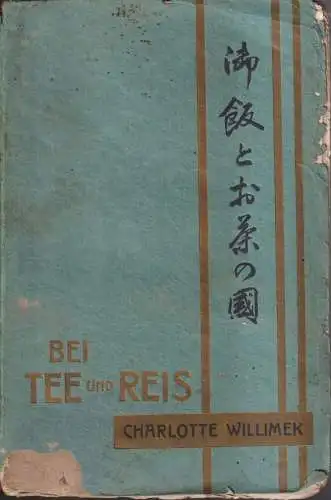 御飯とお茶の國
BEI
TEE und REIS
CHARLOTTE WILLIMEK